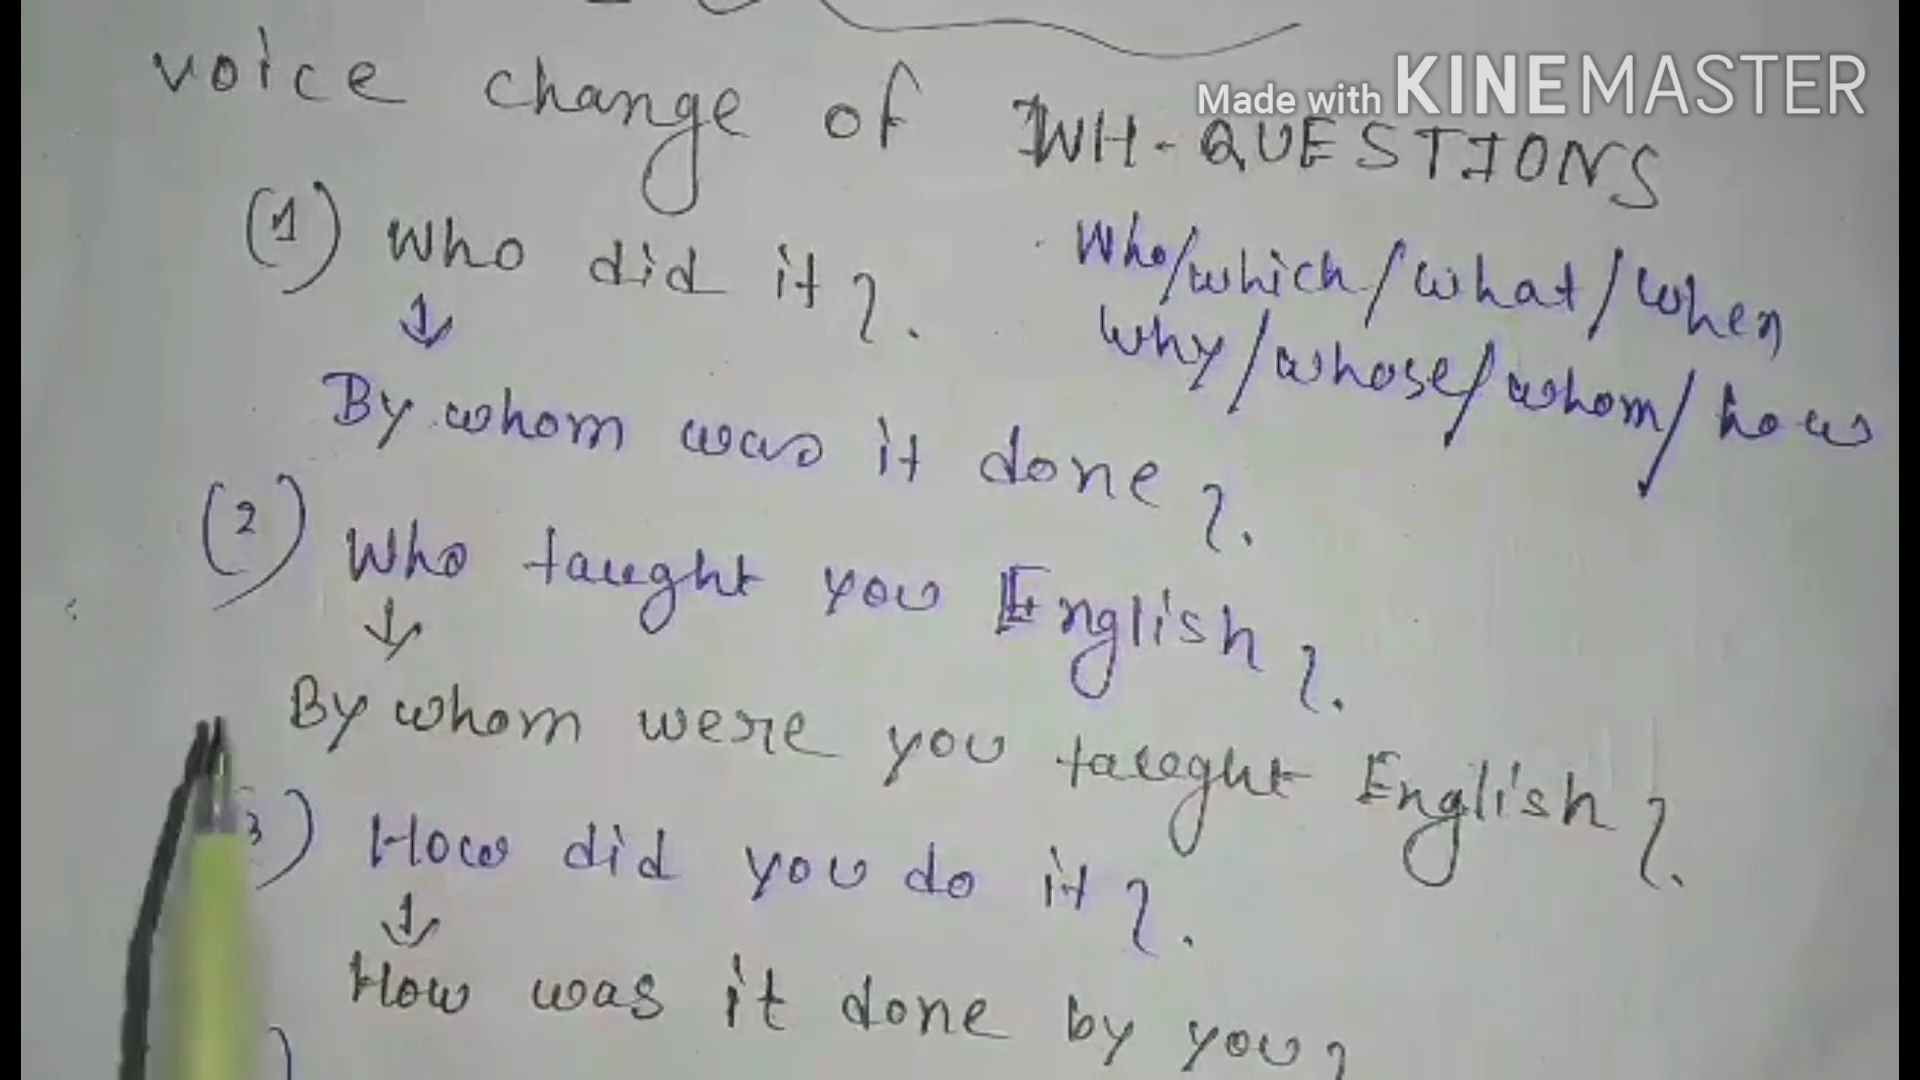 Made with KINEMASTER
voice change of WH-QUESTIONS
(1) Who did it?
Who/which/what/when
why/whose/whom/how
By whom was it done?
(2) Who taught you English?
By whom were you taught English?
3) How did you do it?
How was it done by you?
)